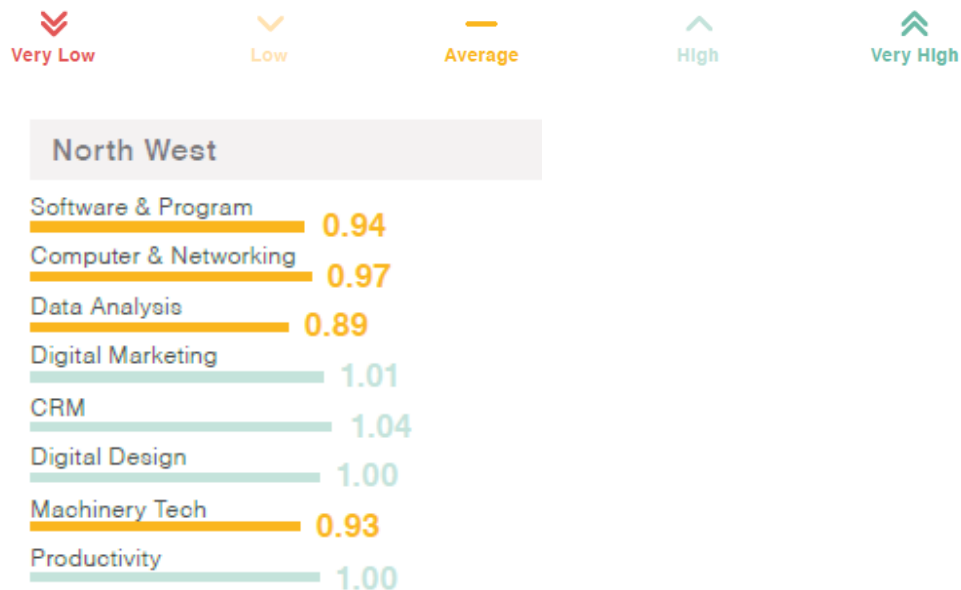 Very Low Low Average High Very High
North West
Software & Program
0.94
Computer & Networking
0.97
Data Analysis
0.89
Digital Marketing
1.01
CRM
1.04
Digital Design
1.00
Machinery Tech
0.93
Productivity
1.00